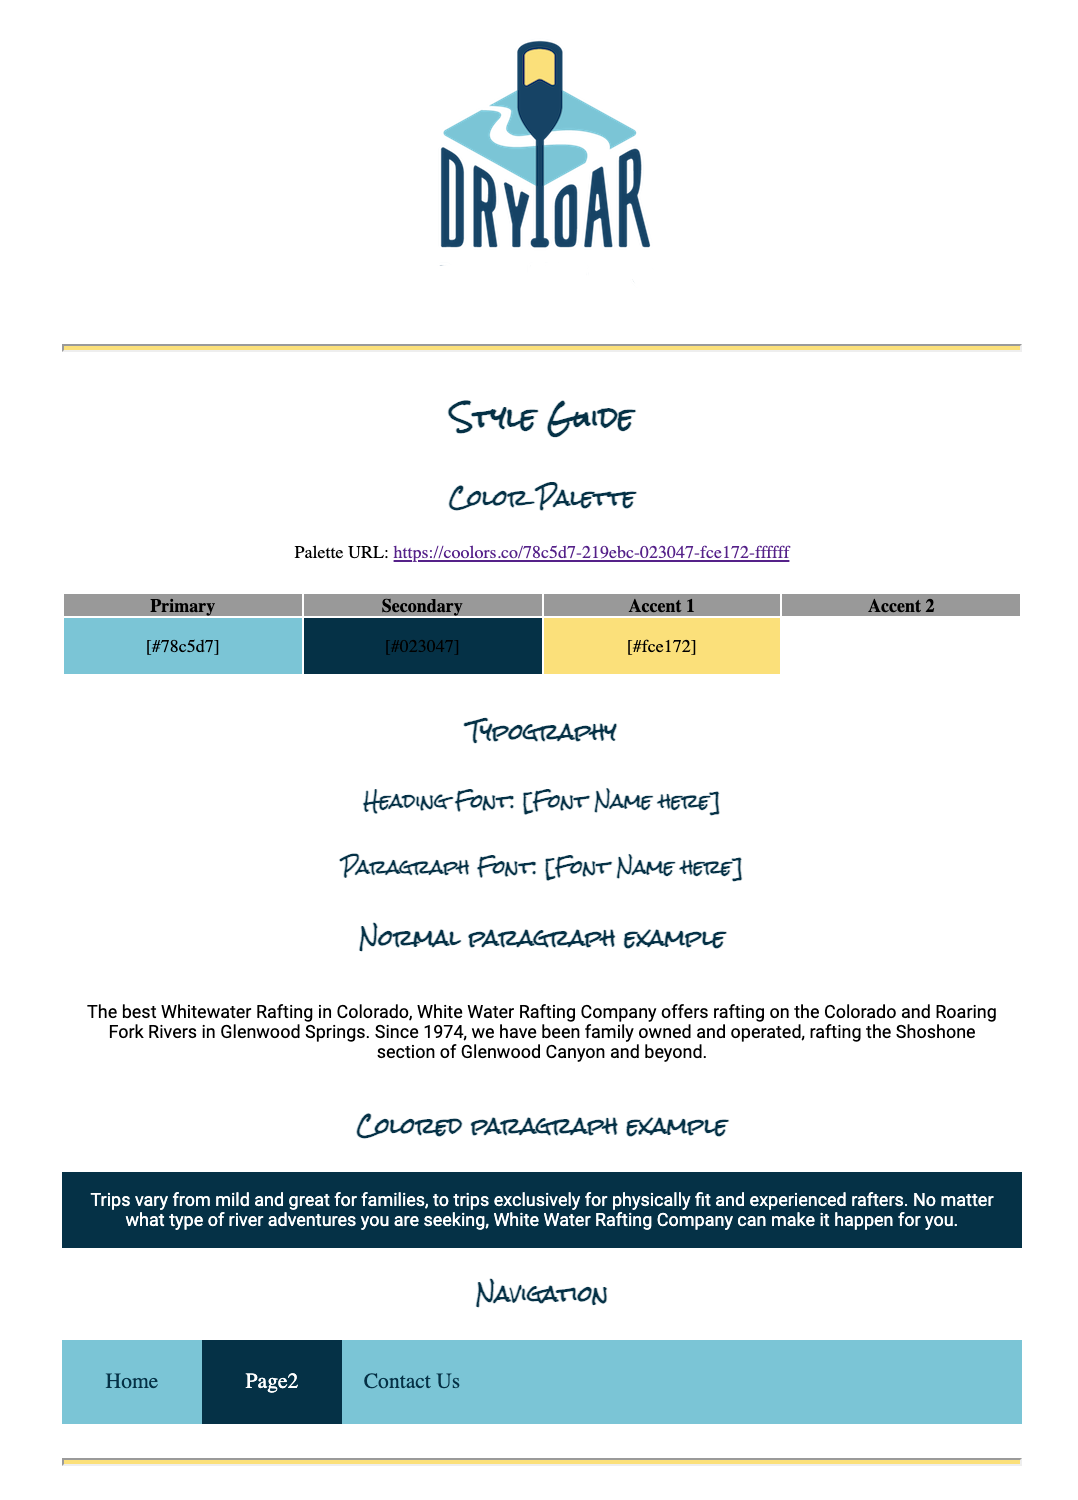 DRYOAR
Style Guide
Color Palette
Palette URL: https://coolors.co/78c5d7-219ebc-023047-fce172-ffffff
Primary Secondary Accent 1 Accent 2
[#78c5d7] [#023047] [#fce172]
Typography
Heading Font: [Font Name here]
Paragraph Font: [Font Name here]
Normal paragraph example
The best Whitewater Rafting in Colorado, White Water Rafting Company offers rafting on the Colorado and Roaring
Fork Rivers in Glenwood Springs. Since 1974, we have been family owned and operated, rafting the Shoshone
section of Glenwood Canyon and beyond.
Colored paragraph example
Trips vary from mild and great for families, to trips exclusively for physically fit and experienced rafters. No matter
what type of river adventures you are seeking, White Water Rafting Company can make it happen for you.
Navigation
Home Page2 Contact Us